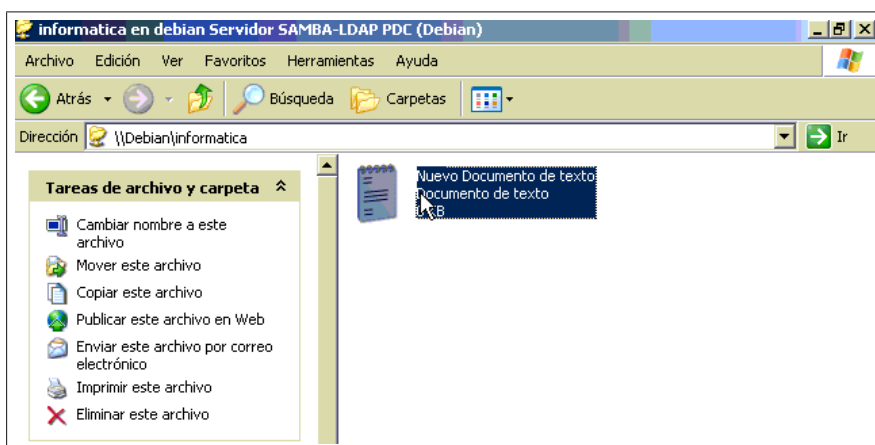 informatica en debian Servidor SAMBA-LDAP PDC (Debian)
Archivo Edición Ver Favoritos Herramientas Ayuda
Atrás Búsqueda Carpetas
Dirección \\Debian\informatica Ir
Tareas de archivo y carpeta
Cambiar nombre a este
archivo
Mover este archivo
Copiar este archivo
Publicar este archivo en Web
Enviar este archivo por correo
electrónico
Imprimir este archivo
Eliminar este archivo
Nuevo Documento de texto
Documento de texto
KB